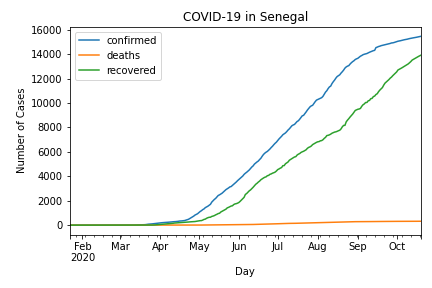 COVID-19 in Senegal
Number of Cases
16000
14000
12000
10000
8000
6000
4000
2000
0
confirmed
deaths
recovered
Feb Mar Apr May Jun Jul Aug Sep Oct
2020
Day